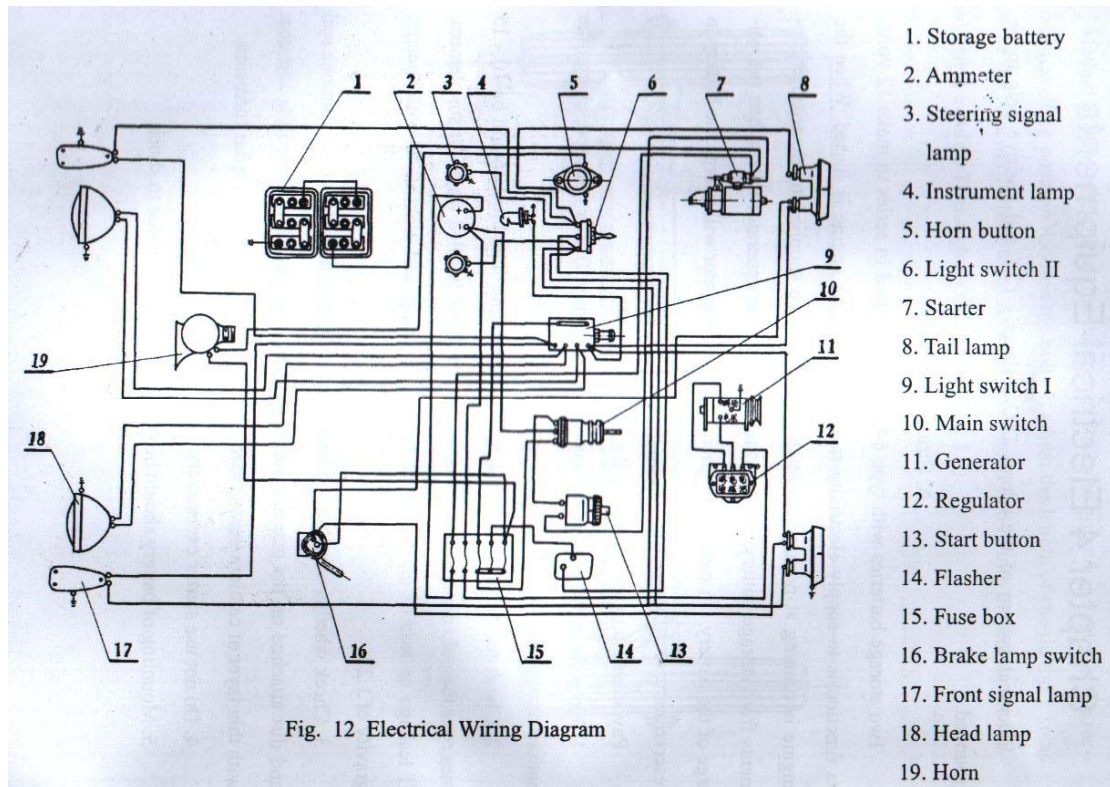 1 2 3 4 5 6 7 8
9
10
11
12
19
18
17 16 15 14 13
Fig. 12 Electrical Wiring Diagram
1. Storage battery
2. Ammeter
3. Steering signal
lamp
4. Instrument lamp
5. Horn button
6. Light switch II
7. Starter
8. Tail lamp
9. Light switch I
10. Main switch
11. Generator
12. Regulator
13. Start button
14. Flasher
15. Fuse box
16. Brake lamp switch
17. Front signal lamp
18. Head lamp
19. Horn